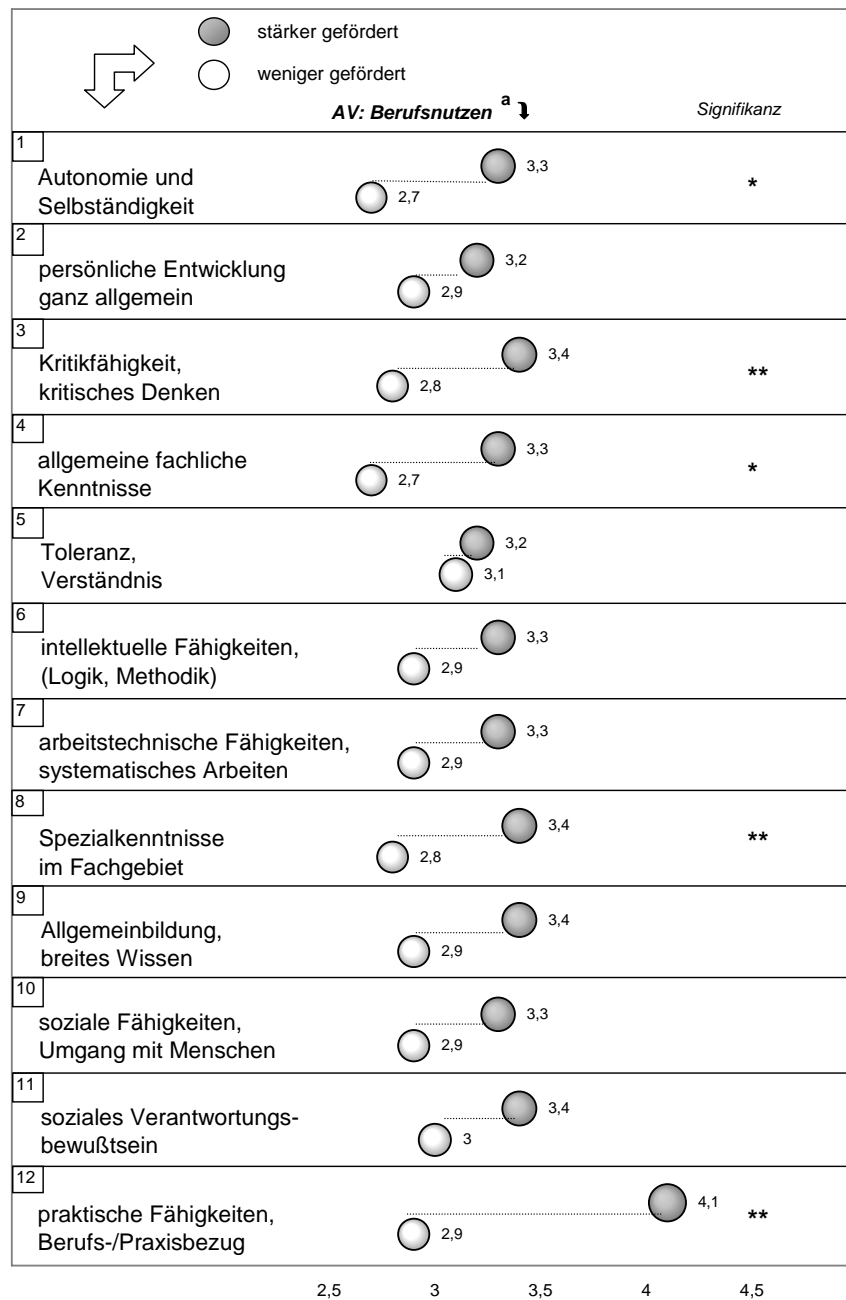 stärker gefördert
weniger gefördert
AV: Berufsnutzen a
Signifikanz
1
Autonomie und
Selbständigkeit
3,3
2,7
*
2
persönliche Entwicklung
ganz allgemein
3,2
2,9
3
Kritikfähigkeit,
kritisches Denken
3,4
2,8
**
4
allgemeine fachliche
Kenntnisse
3,3
2,7
*
5
Toleranz,
Verständnis
3,2
3,1
6
intellektuelle Fähigkeiten,
(Logik, Methodik)
3,3
2,9
7
arbeitstechnische Fähigkeiten,
systematisches Arbeiten
3,3
2,9
8
Spezialkenntnisse
im Fachgebiet
3,4
2,8
**
9
Allgemeinbildung,
breites Wissen
3,4
2,9
10
soziale Fähigkeiten,
Umgang mit Menschen
3,3
2,9
11
soziales Verantwortungs-
bewußtsein
3,4
3
12
praktische Fähigkeiten,
Berufs-/Praxisbezug
4,1
2,9
**
2,5 3 3,5 4 4,5